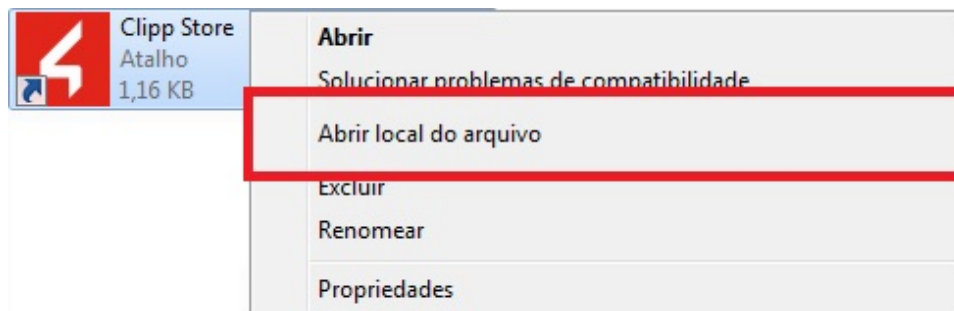 Clipp Store
Atalho
1,16 KB
Abrir
Solucionar problemas de compatibilidade
Abrir local do arquivo
Excluir
Renomear
Propriedades